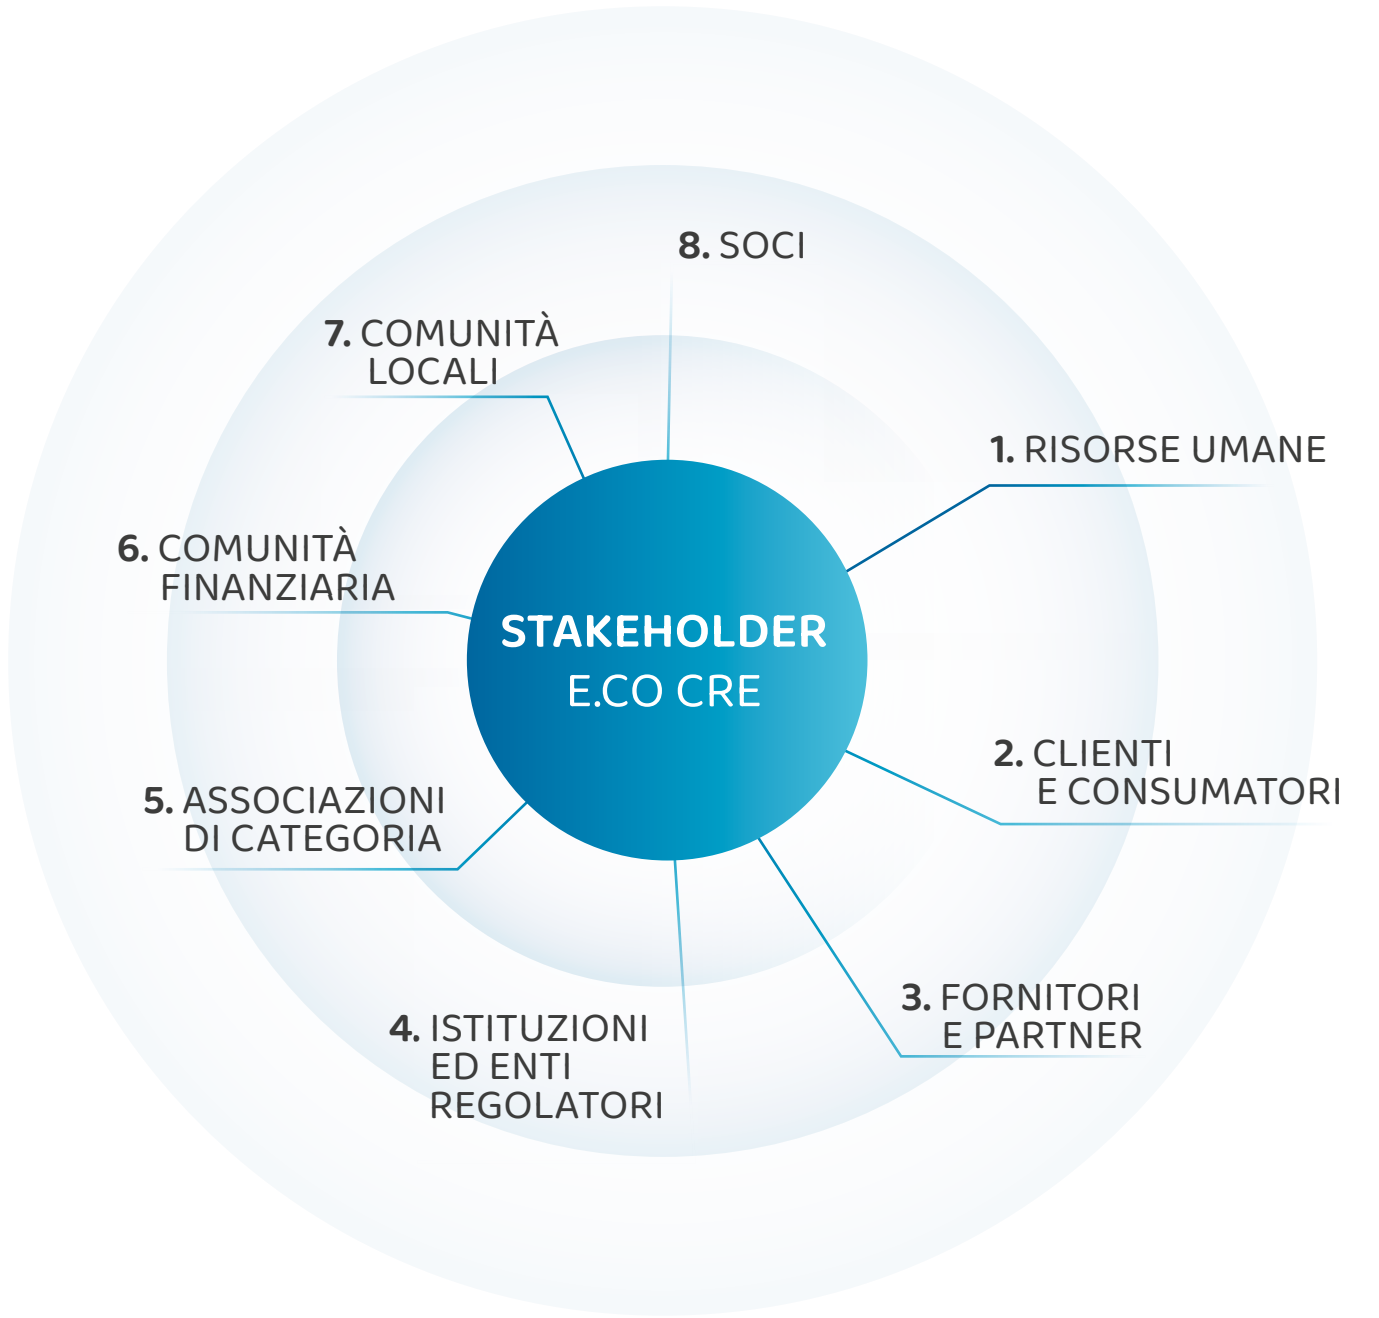 STAKEHOLDER
E.CO CRE
1. RISORSE UMANE
2. CLIENTI
E CONSUMATORI
3. FORNITORI
E PARTNER
4. ISTITUZIONI
ED ENTI
REGOLATORI
5. ASSOCIAZIONI
DI CATEGORIA
6. COMUNITÀ
FINANZIARIA
7. COMUNITÀ
LOCALI
8. SOCI